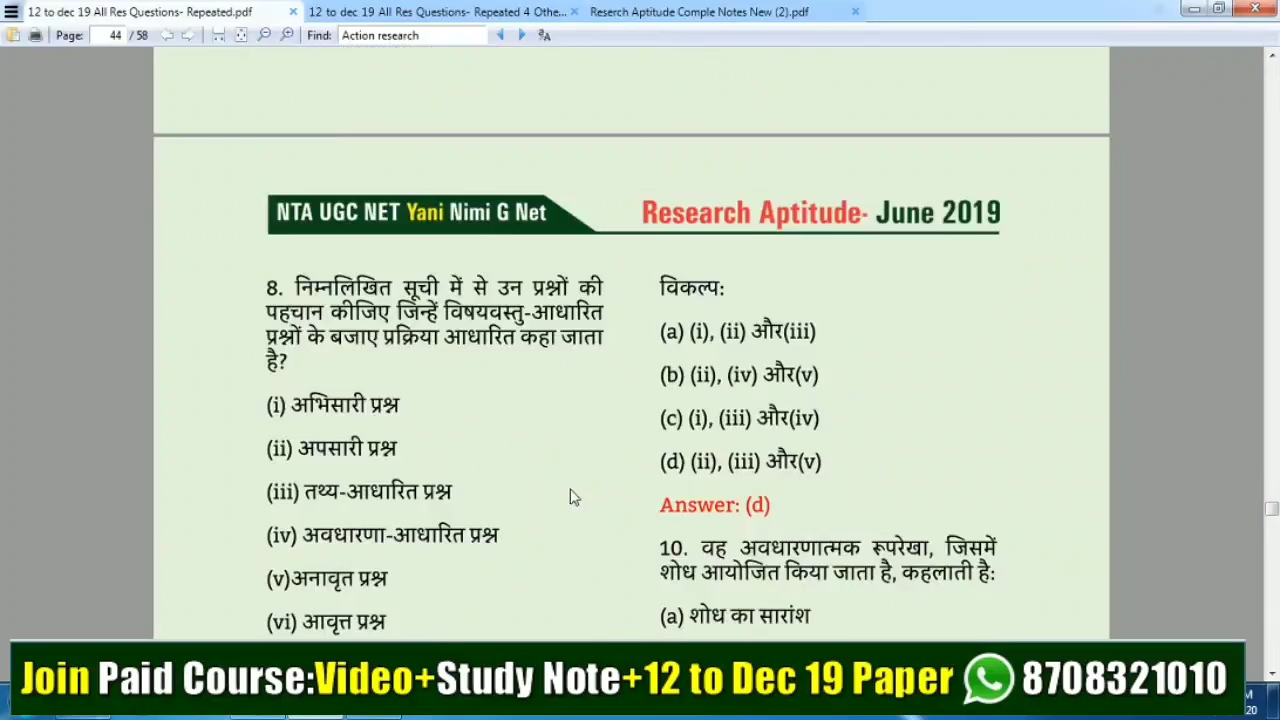 12 to dec 19 All Res Questions- Repeated.pdf
12 to dec 19 All Res Questions- Repeated 4 Othe...
Reserch Aptitude Comple Notes New (2).pdf
Page: 44 / 58 Find: Action research
NTA UGC NET Yani Nimi G Net
Research Aptitude- June 2019
8. निम्नलिखित सूची में से उन प्रश्नों की
पहचान कीजिए जिन्हें विषयवस्तु-आधारित
प्रश्नों के बजाए प्रक्रिया आधारित कहा जाता
है?
(i) अभिसारी प्रश्न
(ii) अपसारी प्रश्न
(iii) तथ्य-आधारित प्रश्न
(iv) अवधारणा-आधारित प्रश्न
(v)अनावृत प्रश्न
(vi) आवृत्त प्रश्न
विकल्प:
(a) (i), (ii) और(iii)
(b) (ii), (iv) और(v)
(c) (i), (iii) और(iv)
(d) (ii), (iii) और(v)
Answer: (d)
10. वह अवधारणात्मक रूपरेखा, जिसमें
शोध आयोजित किया जाता है, कहलाती है:
(a) शोध का सारांश
Join Paid Course:Video+Study Note+12 to Dec 19 Paper 8708321010